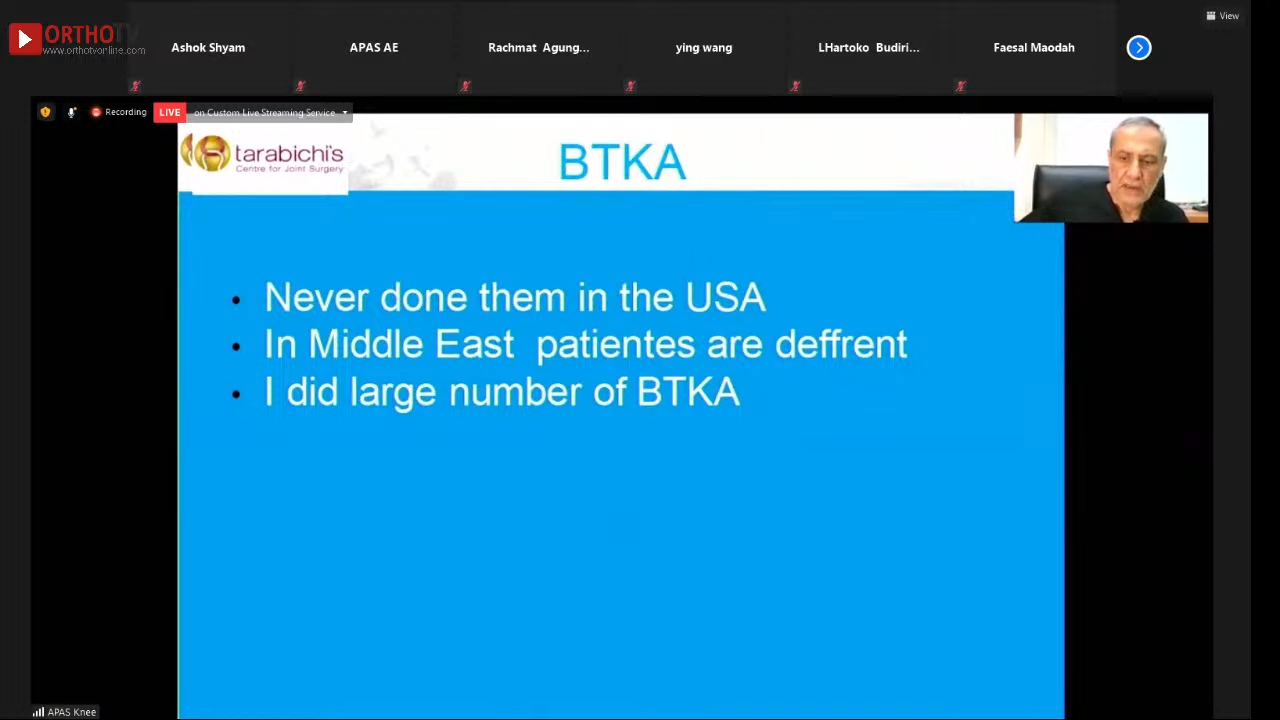 View
ORTHOTV
www.orthotvonline.com
Ashok Shyam
APAS AE
Rachmat Agung...
ying wang
LHartoko Budiri...
Faesal Maodah
Recording
LIVE
on Custom Live Streaming Service
tarabichi's
Centre for Joint Surgery
BTKA
• Never done them in the USA
• In Middle East patientes are deffrent
• I did large number of BTKA
APAS Knee